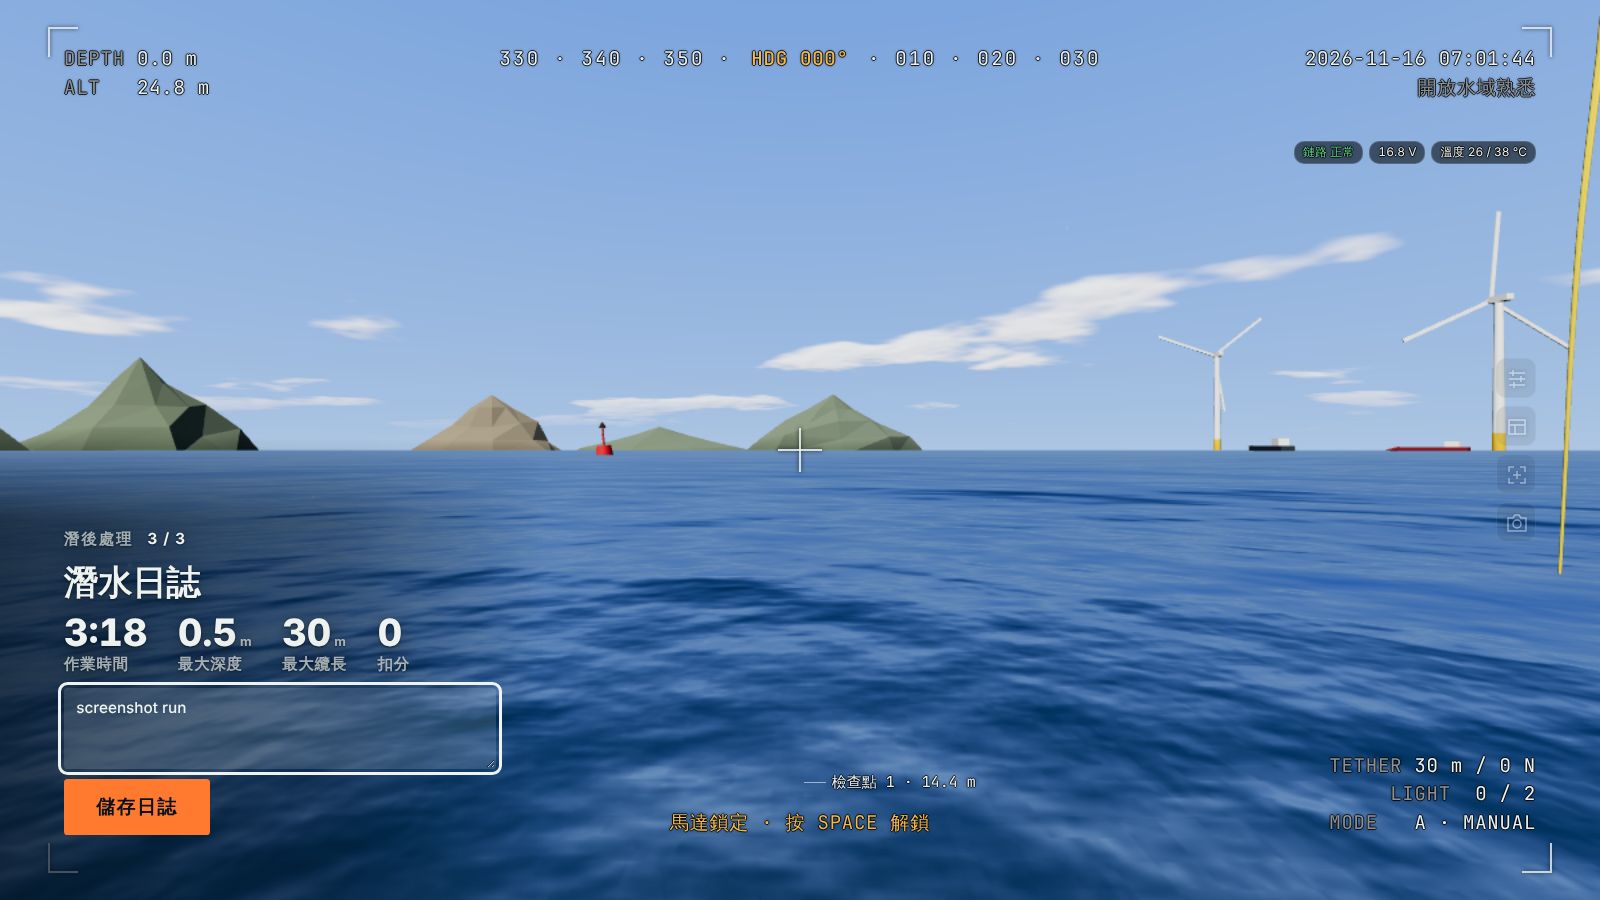 DEPTH 0.0 m
ALT 24.8 m
330 · 340 · 350 · HDG 000° · 010 · 020 · 030
2026-11-16 07:01:44
開放水域熟悉
鏈路 正常
16.8 V
溫度 26 / 38 °C
潛後處理 3 / 3
潛水日誌
3:18 0.5 m 30 m 0
作業時間 最大深度 最大纜長 扣分
screenshot run
儲存日誌
檢查點 1 · 14.4 m
馬達鎖定 · 按 SPACE 解鎖
TETHER 30 m / 0 N
LIGHT 0 / 2
MODE A · MANUAL